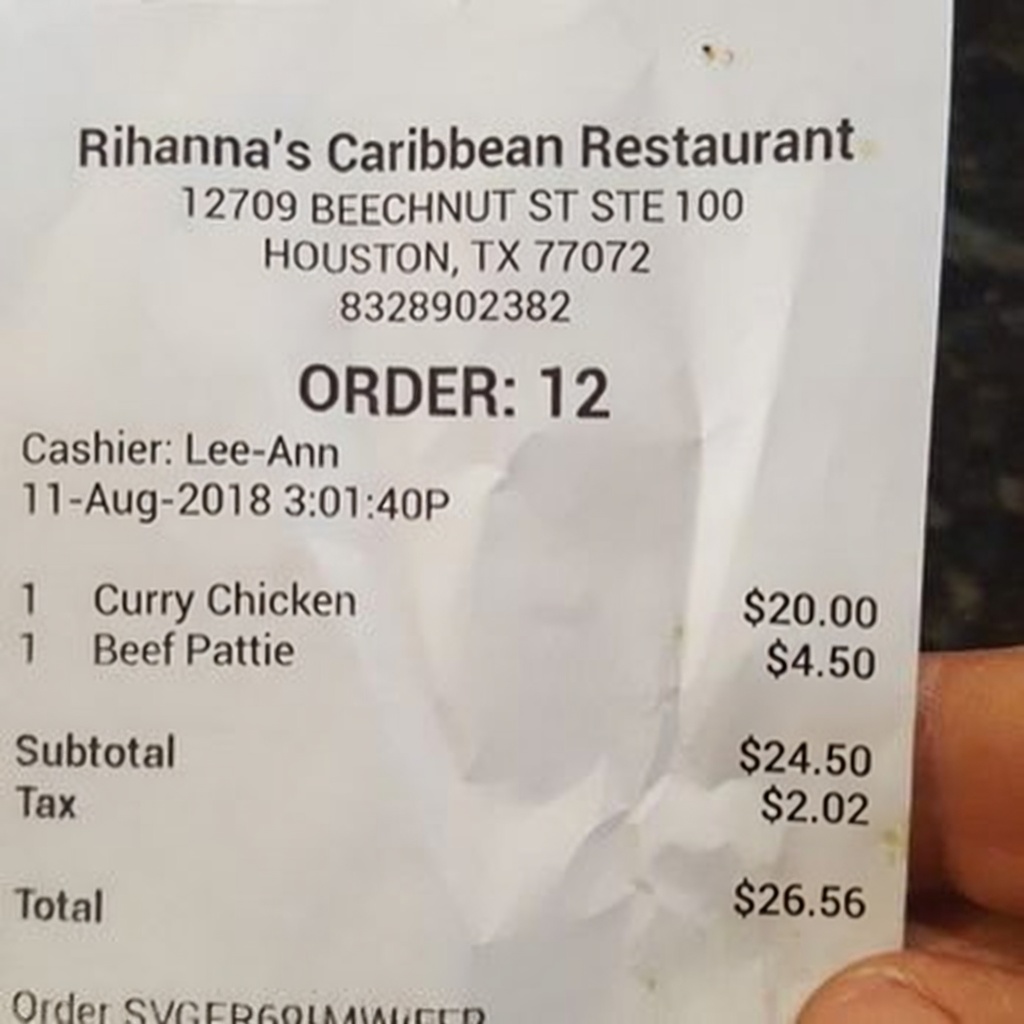 Rihanna's Caribbean Restaurant
12709 BEECHNUT ST STE 100
HOUSTON, TX 77072
8328902382
ORDER: 12
Cashier: Lee-Ann
11-Aug-2018 3:01:40P
1 Curry Chicken $20.00
1 Beef Pattie $4.50
Subtotal $24.50
Tax $2.02
Total $26.56
Order